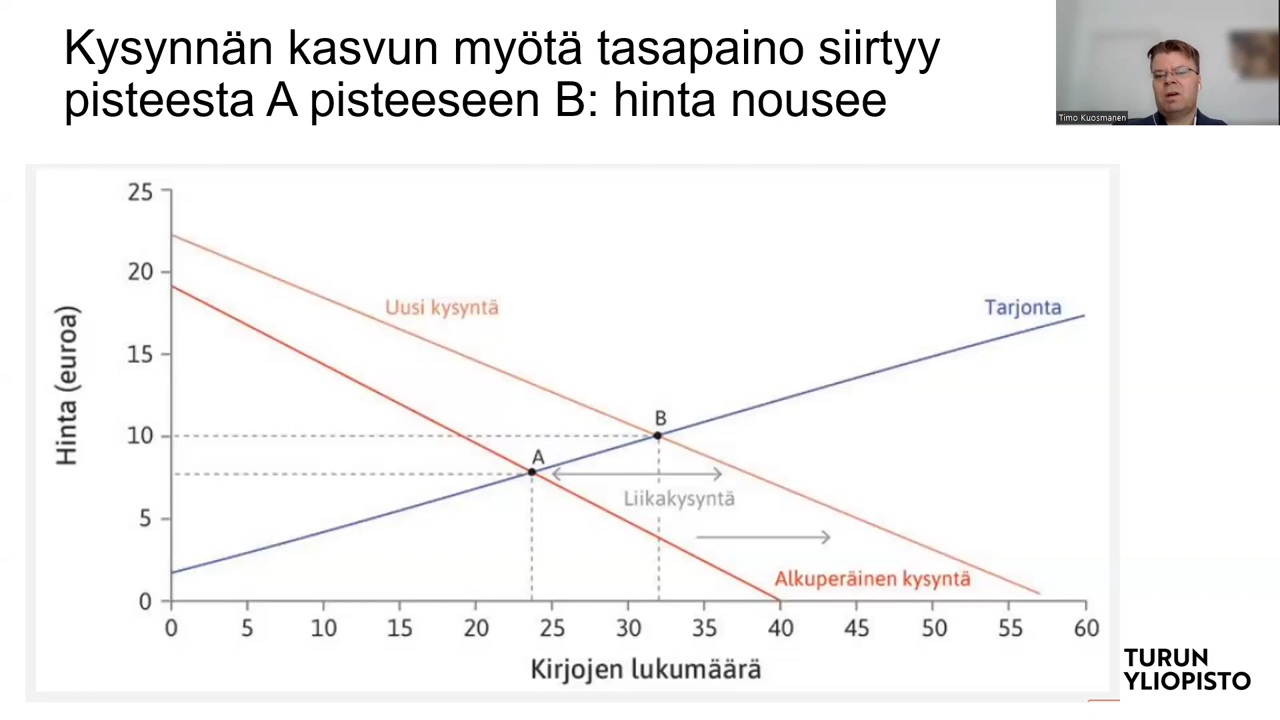 Kysynnän kasvun myötä tasapaino siirtyy
pisteesta A pisteeseen B: hinta nousee
Timo Kuosmanen
25
20
15
10
5
0
Hinta (euroa)
Uusi kysyntä
Tarjonta
B
A
Liikakysyntä
Alkuperäinen kysyntä
0 5 10 15 20 25 30 35 40 45 50 55 60
Kirjojen lukumäärä
TURUN
YLIOPISTO